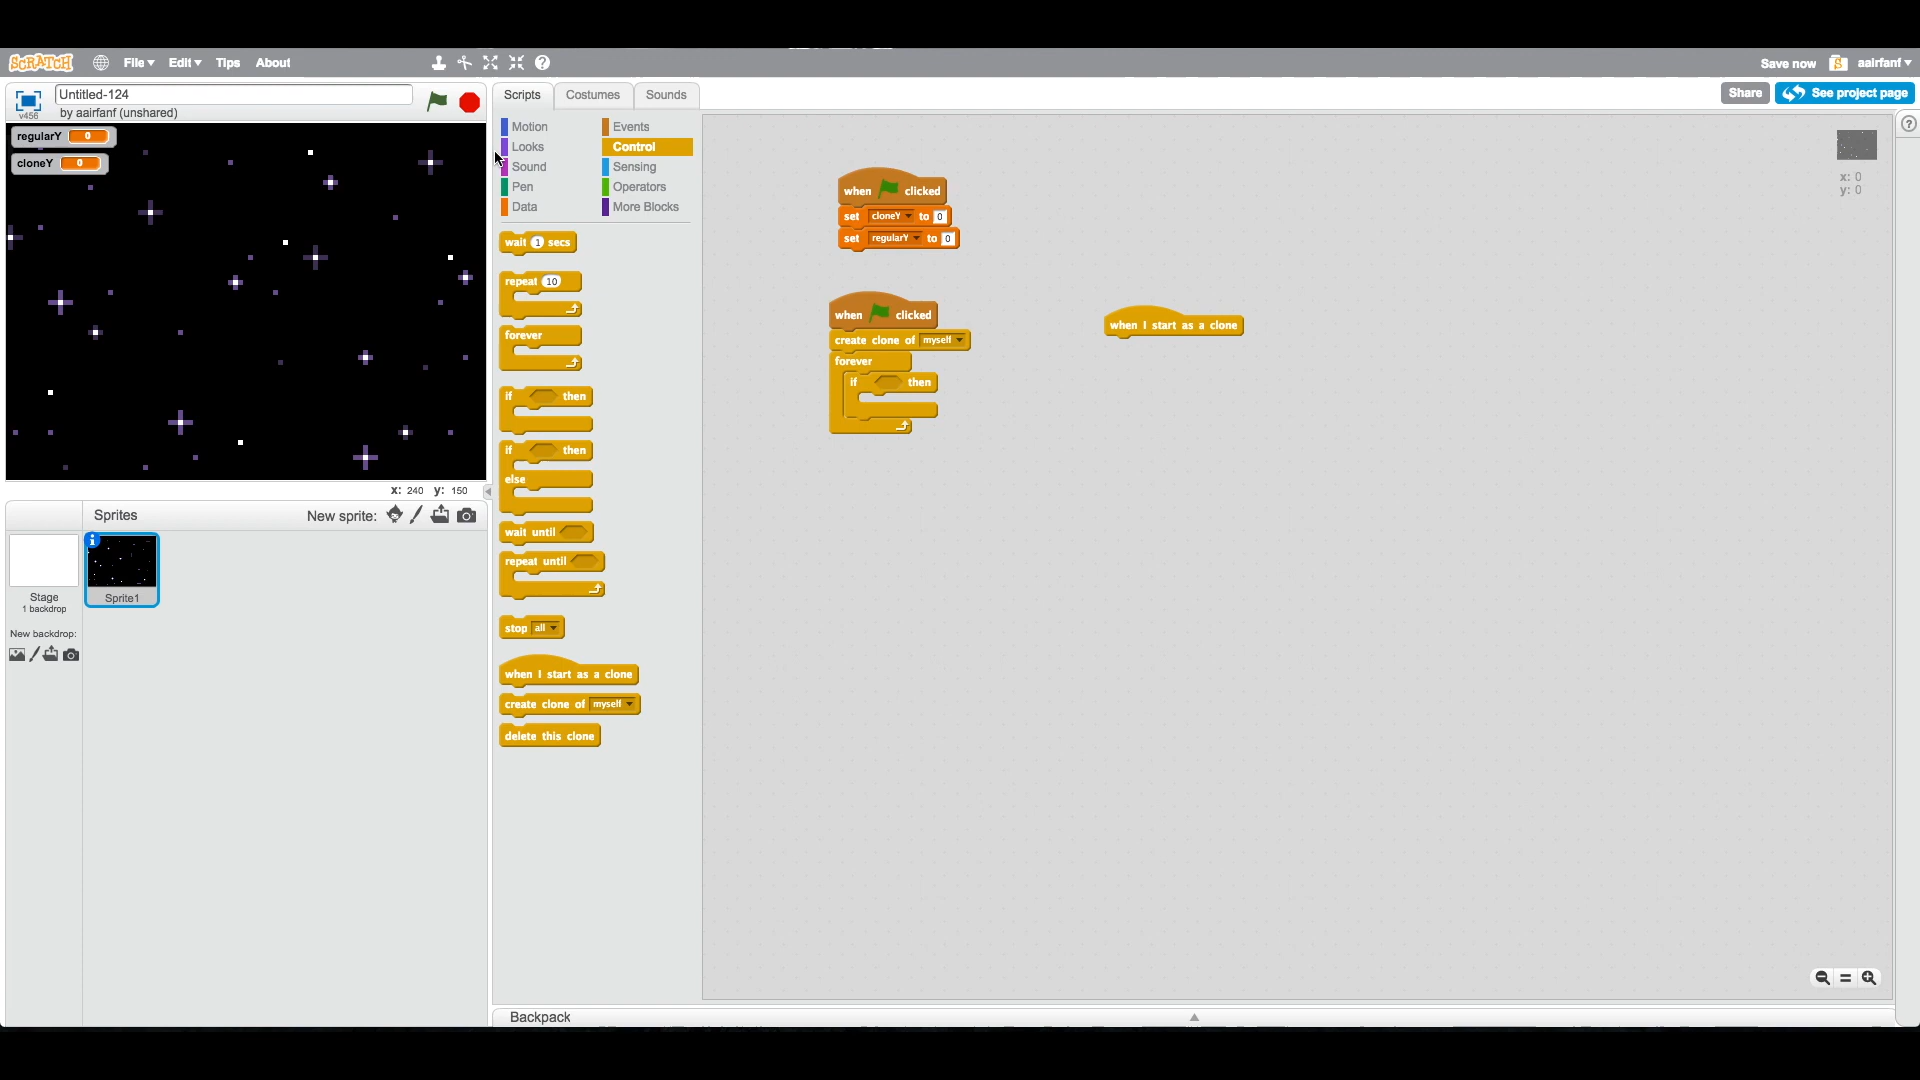 SCRATCH File Edit Tips About Save now aairfanf
v456 Untitled-124
by aairfanf (unshared)
Scripts Costumes Sounds
Share See project page
regularY 0
cloneY 0
x: 240 y: 150
Sprites New sprite:
Sprite1
Stage
1 backdrop
New backdrop:
Motion Events
Looks Control
Sound Sensing
Pen Operators
Data More Blocks
wait 1 secs
repeat 10
forever
if then
if then
else
wait until
repeat until
stop all
when I start as a clone
create clone of myself
delete this clone
when clicked
set cloneY to 0
set regularY to 0
when clicked
create clone of myself
forever
if then
when I start as a clone
x: 0
y: 0
Backpack